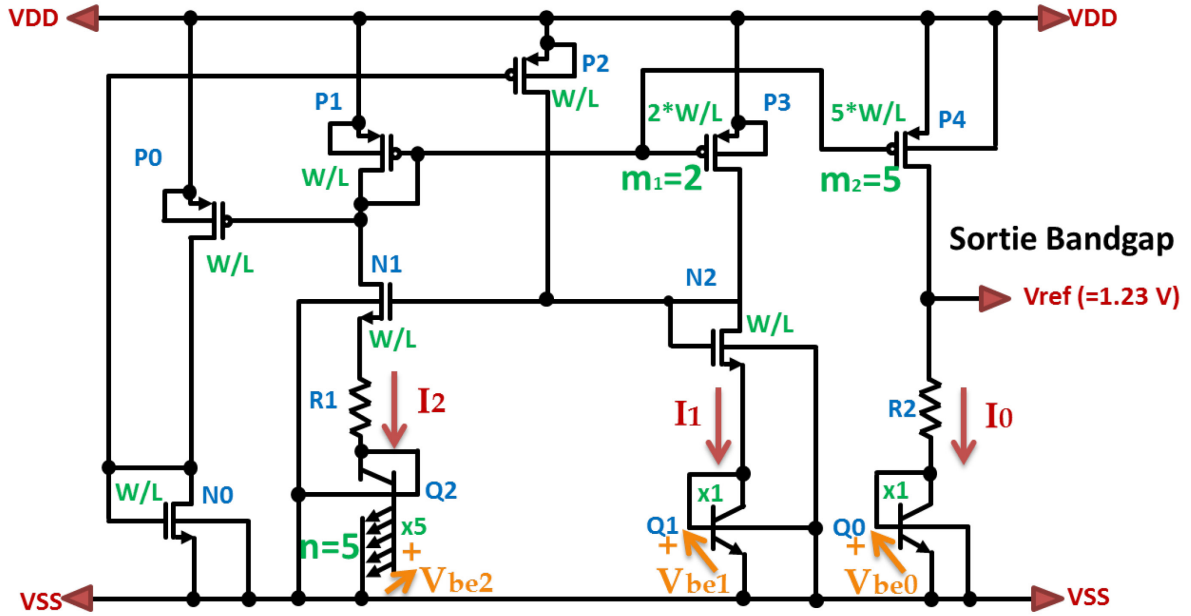 VDD
VDD
P2
W/L
P1
2*W/L
P3
5*W/L
P4
P0
W/L
m1=2
m2=5
W/L
Sortie Bandgap
N1
N2
Vref (=1.23 V)
W/L
W/L
R1
I2
I1
R2
I0
W/L
N0
Q2
x1
x1
n=5
x5
Q1
Q0
+
+
+
Vbe2
Vbe1
Vbe0
VSS
VSS